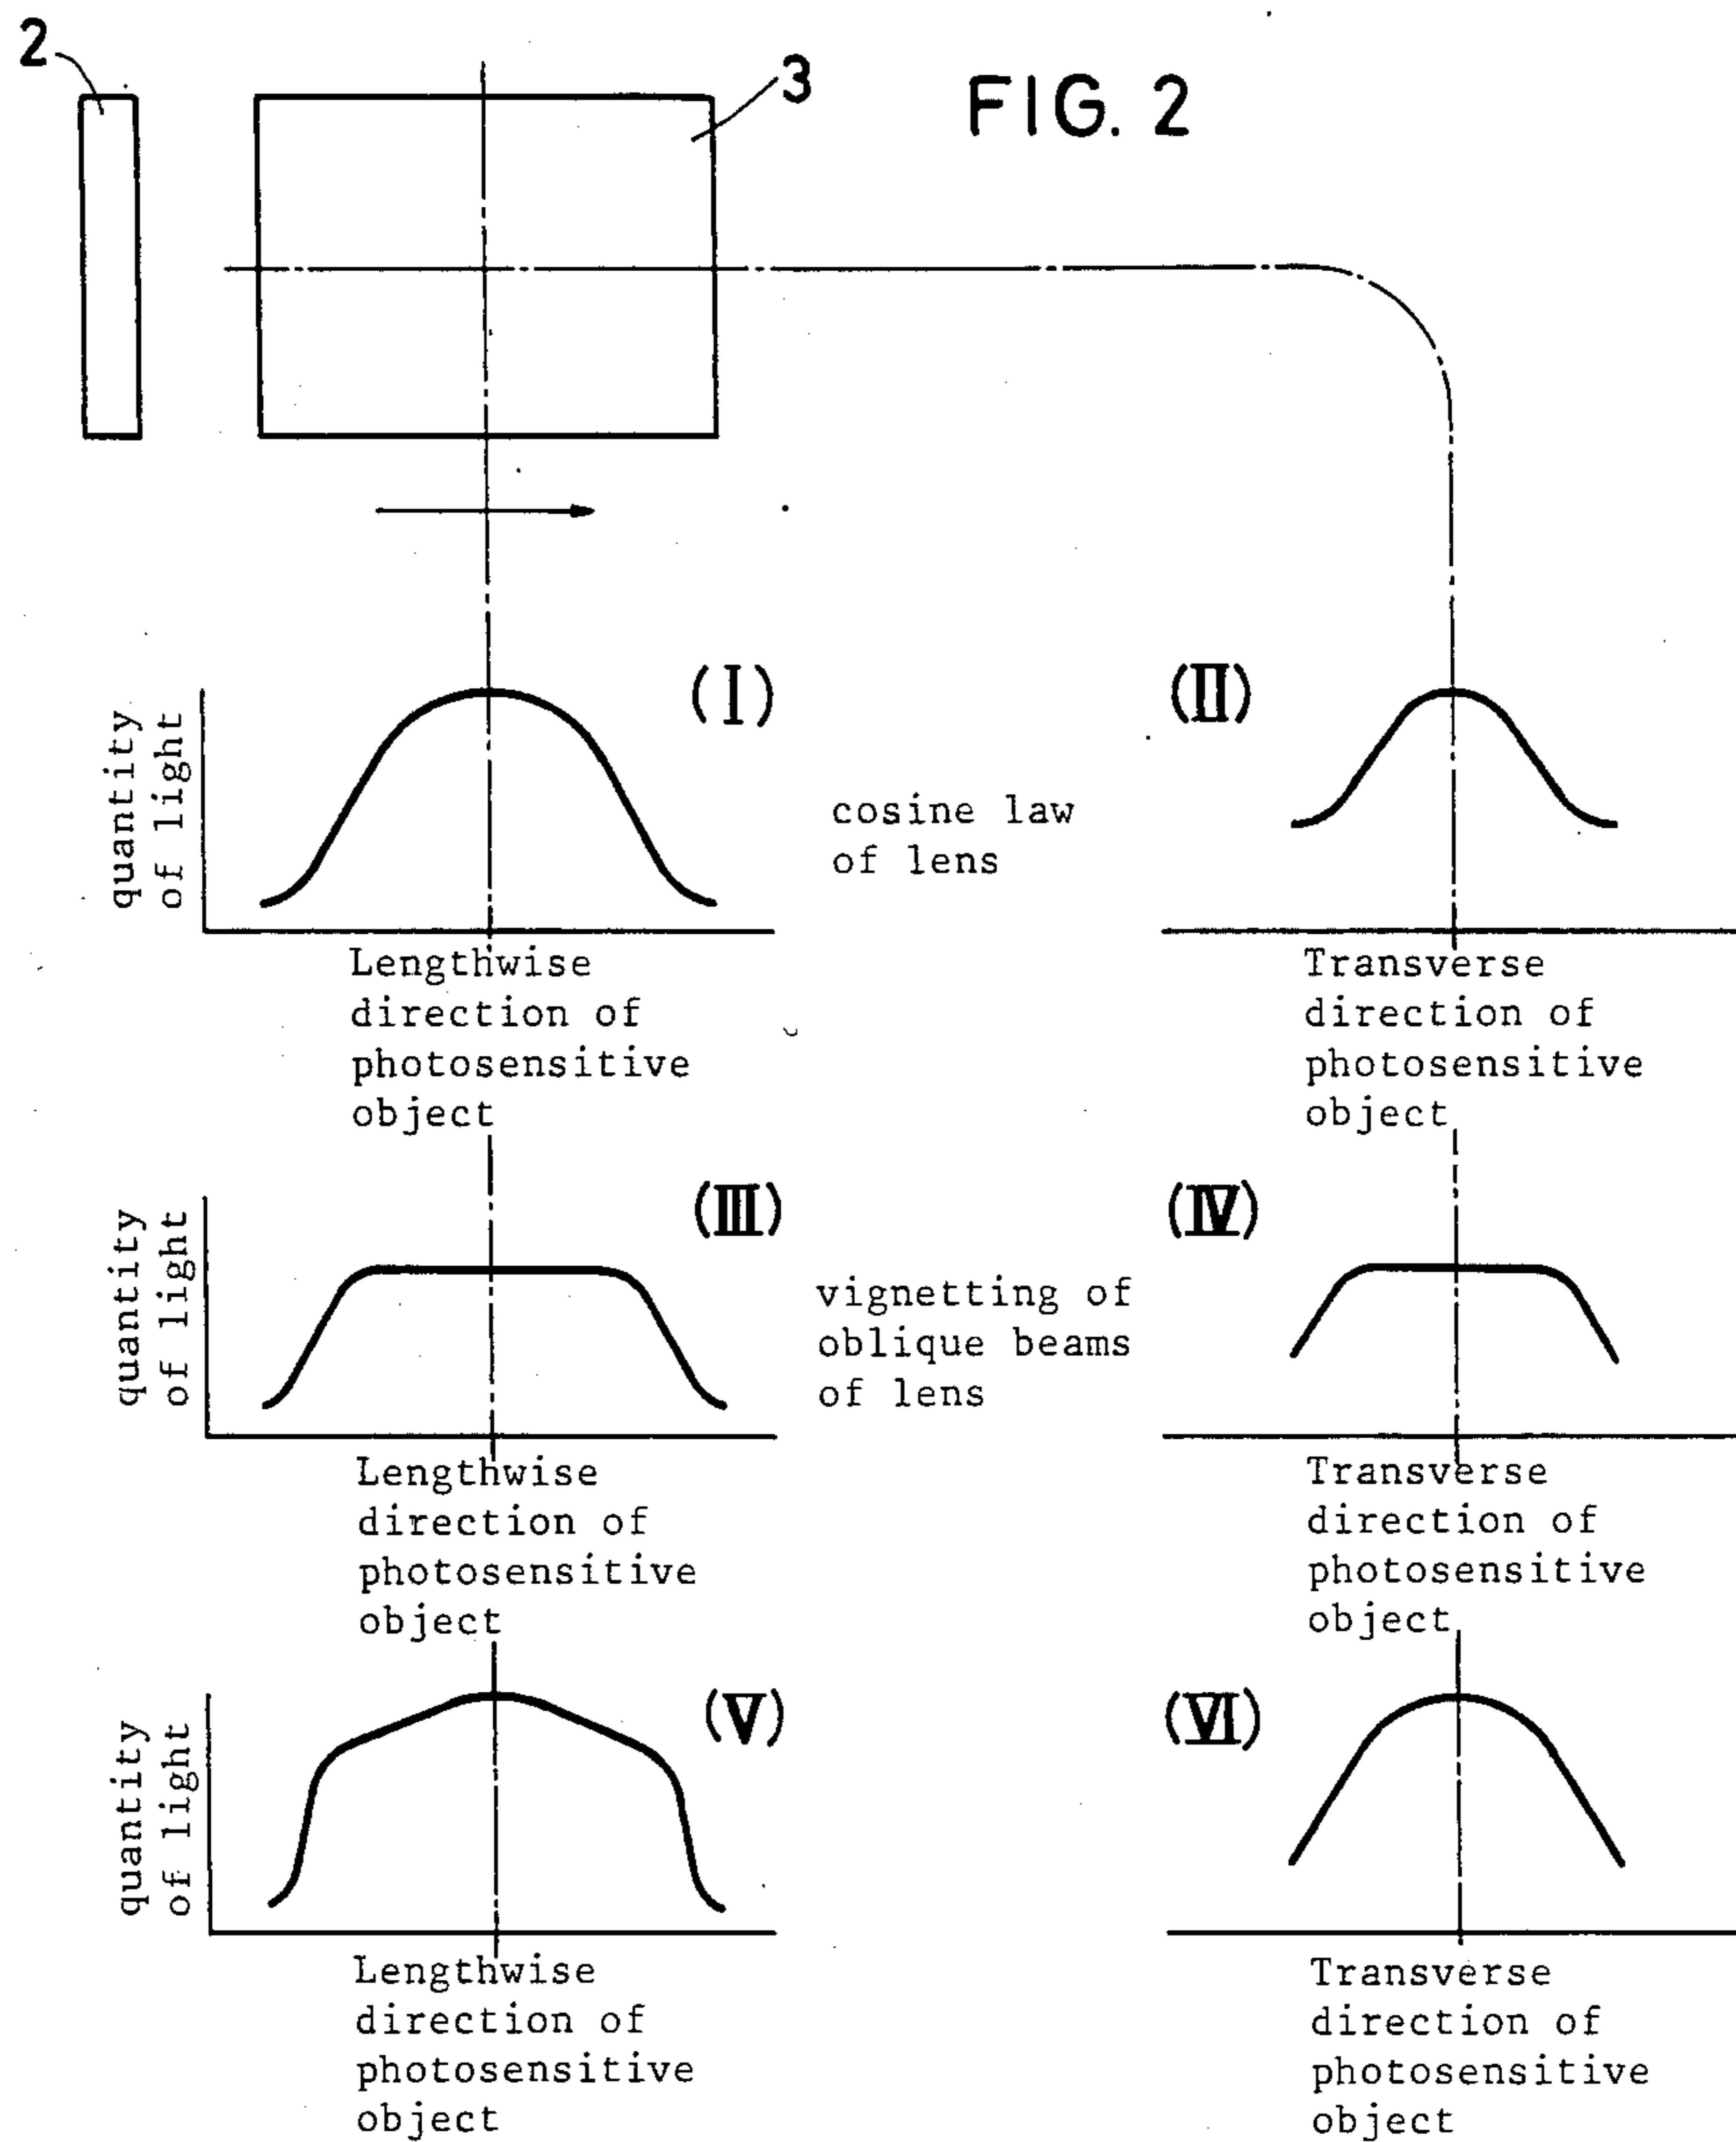 2
3
FIG. 2
(I)
(II)
quantity
of light
cosine law
of lens
Lengthwise
direction of
photosensitive
object
Transverse
direction of
photosensitive
object
(III)
(IV)
quantity
of light
vignetting of
oblique beams
of lens
Lengthwise
direction of
photosensitive
object
Transverse
direction of
photosensitive
object
(V)
(VI)
quantity
of light
Lengthwise
direction of
photosensitive
object
Transverse
direction of
photosensitive
object